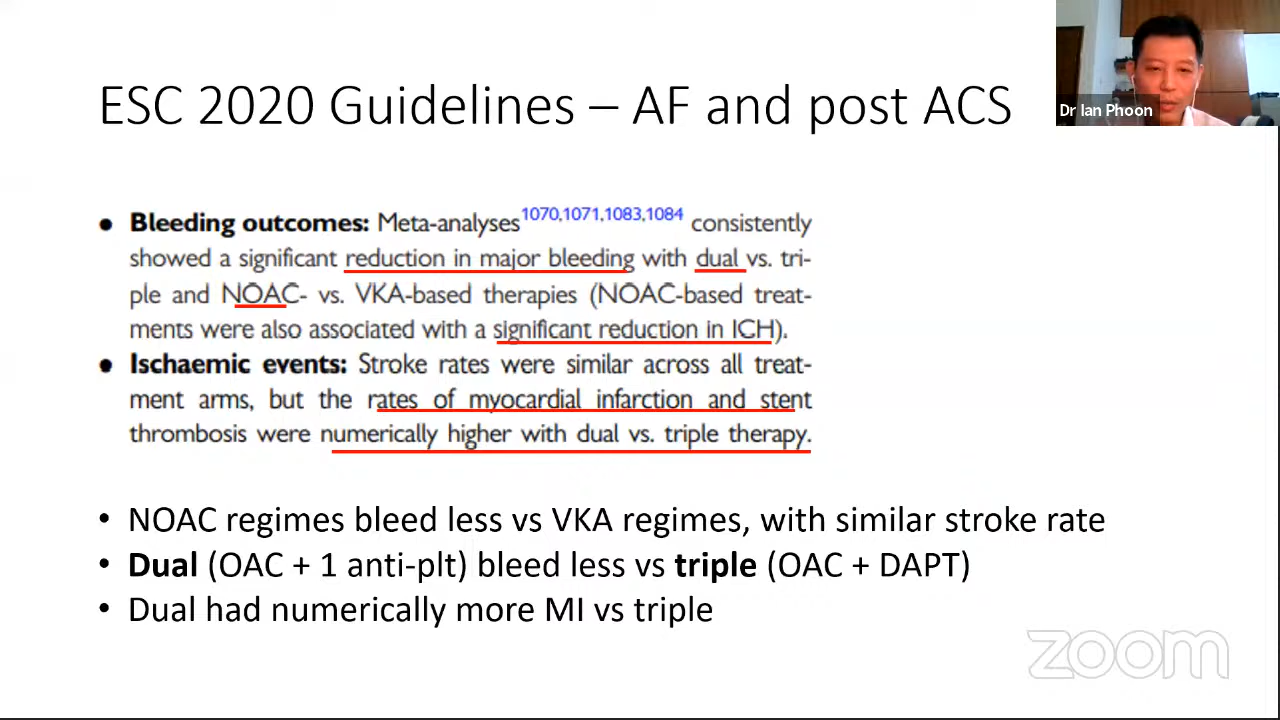 ESC 2020 Guidelines – AF and post ACS
Dr Ian Phoon
• Bleeding outcomes: Meta-analyses1070,1071,1083,1084 consistently
showed a significant reduction in major bleeding with dual vs. tri-
ple and NOAC- vs. VKA-based therapies (NOAC-based treat-
ments were also associated with a significant reduction in ICH).
• Ischaemic events: Stroke rates were similar across all treat-
ment arms, but the rates of myocardial infarction and stent
thrombosis were numerically higher with dual vs. triple therapy.
• NOAC regimes bleed less vs VKA regimes, with similar stroke rate
• Dual (OAC + 1 anti-plt) bleed less vs triple (OAC + DAPT)
• Dual had numerically more MI vs triple
zoom